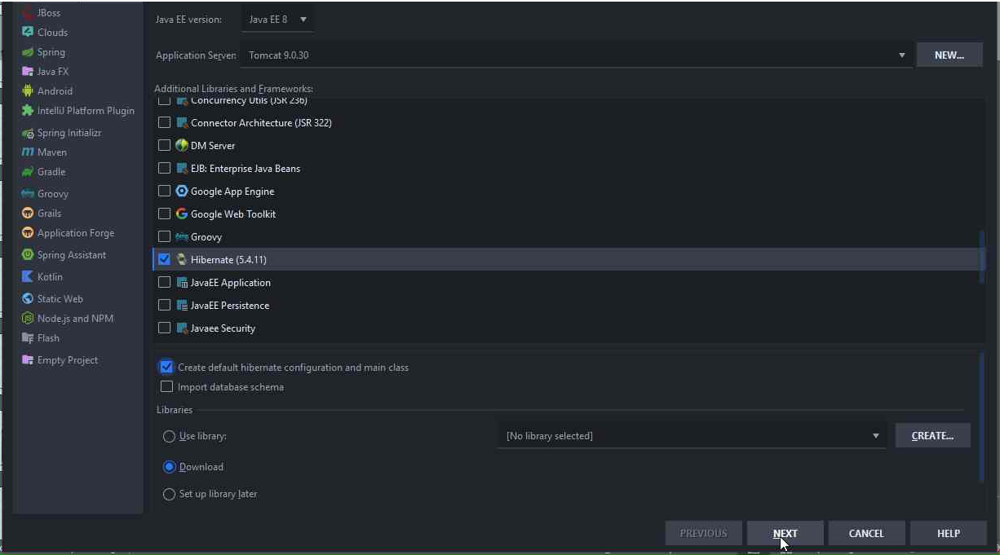 JBoss
Clouds
Spring
Java FX
Android
IntelliJ Platform Plugin
Spring Initializr
Maven
Gradle
Groovy
Grails
Application Forge
Spring Assistant
Kotlin
Static Web
Node.js and NPM
Flash
Empty Project
Java EE version: Java EE 8
Application Server: Tomcat 9.0.30 NEW...
Additional Libraries and Frameworks:
Concurrency Utils (JSR 236)
Connector Architecture (JSR 322)
DM Server
EJB: Enterprise Java Beans
Google App Engine
Google Web Toolkit
Groovy
Hibernate (5.4.11)
JavaEE Application
JavaEE Persistence
Javaee Security
Create default hibernate configuration and main class
Import database schema
Libraries
Use library: [No library selected] CREATE...
Download
Set up library later
PREVIOUS NEXT CANCEL HELP